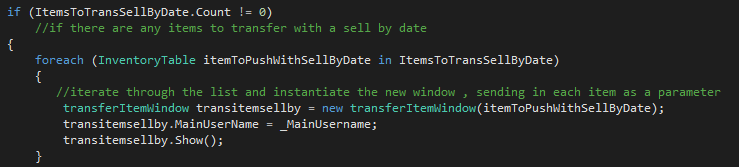 if (ItemsToTransSellByDate.Count != 0)
//if there are any items to transfer with a sell by date
{
foreach (InventoryTable itemToPushWithSellByDate in ItemsToTransSellByDate)
{
//iterate through the list and instantiate the new window , sending in each item as a parameter
transferItemWindow transitemsellby = new transferItemWindow(itemToPushWithSellByDate);
transitemsellby.MainUserName = _MainUsername;
transitemsellby.Show();
}